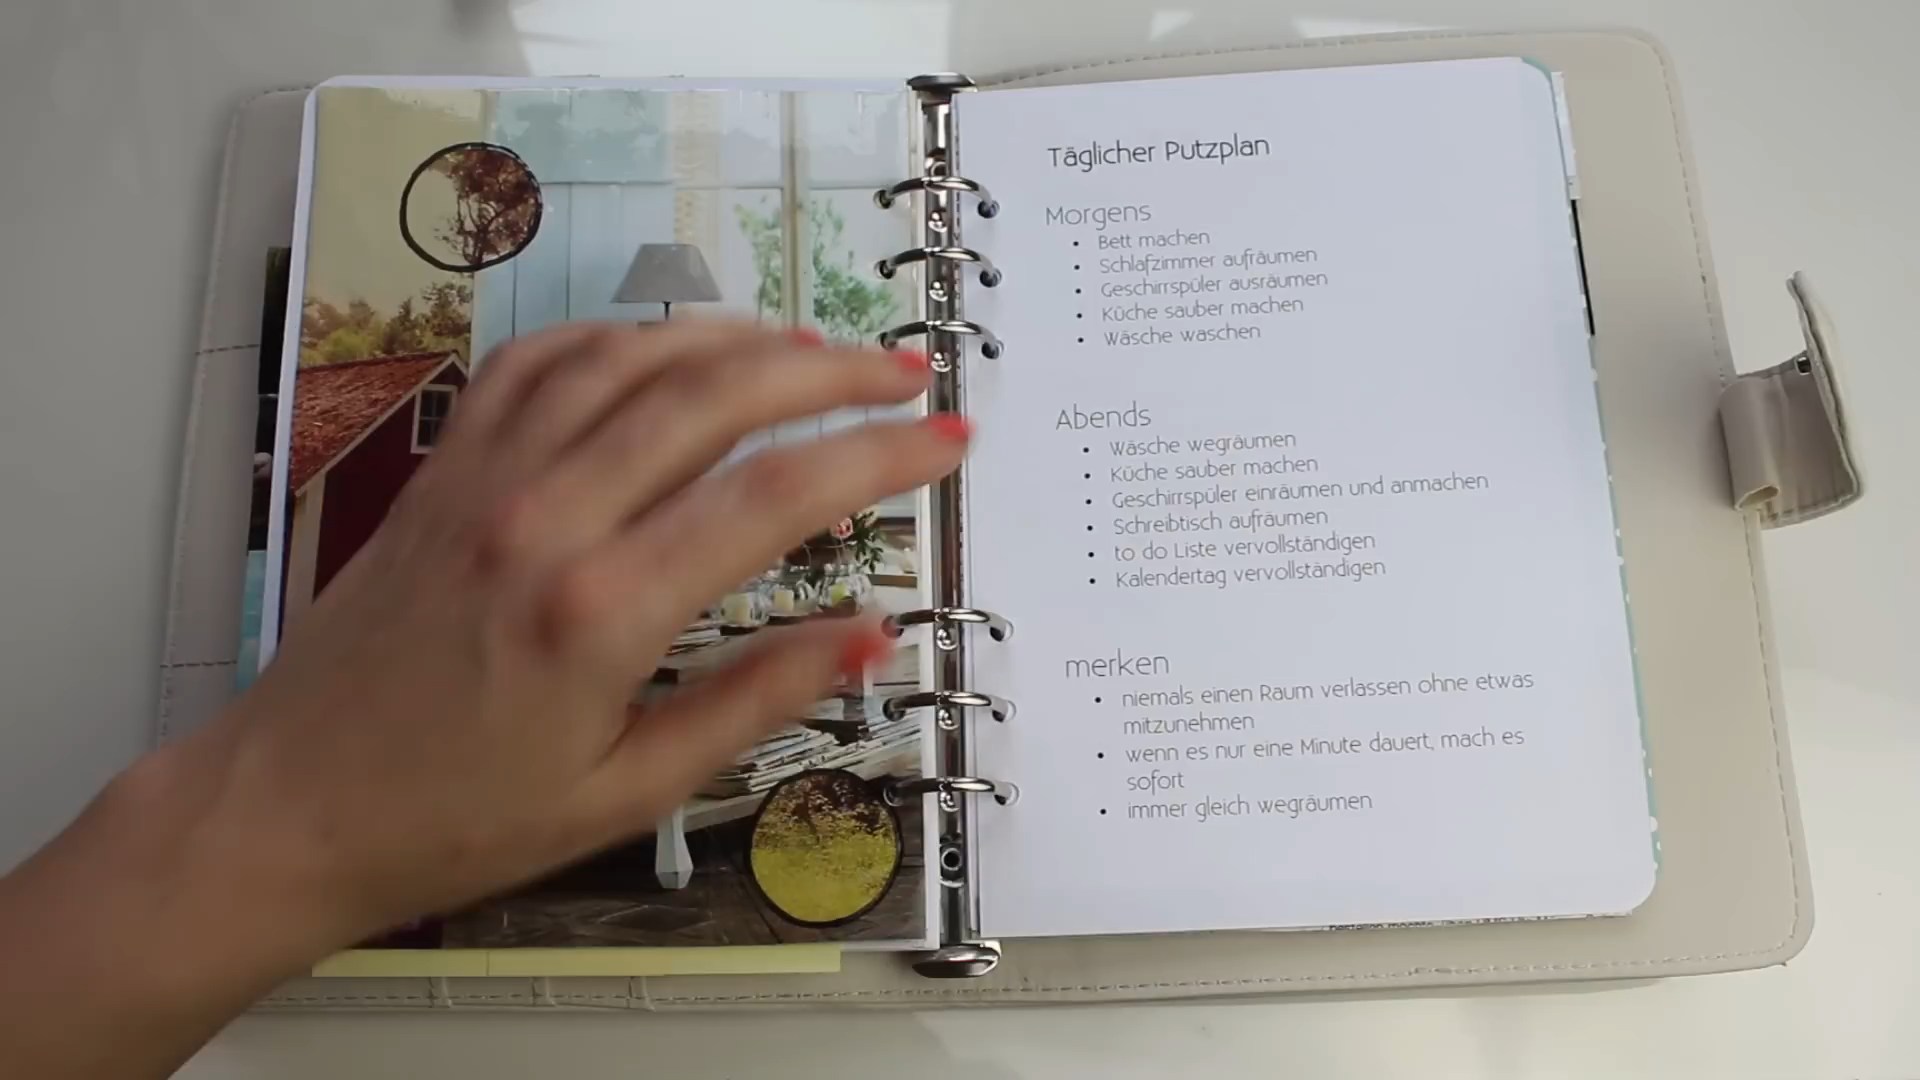 Täglicher Putzplan
Morgens
• Bett machen
• Schlafzimmer aufräumen
• Geschirrspüler ausräumen
• Küche sauber machen
• Wäsche waschen
Abends
• Wäsche wegräumen
• Küche sauber machen
• Geschirrspüler einräumen und anmachen
• Schreibtisch aufräumen
• to do Liste vervollständigen
• Kalendertag vervollständigen
merken
• niemals einen Raum verlassen ohne etwas
mitzunehmen
• wenn es nur eine Minute dauert, mach es
sofort
• immer gleich wegräumen